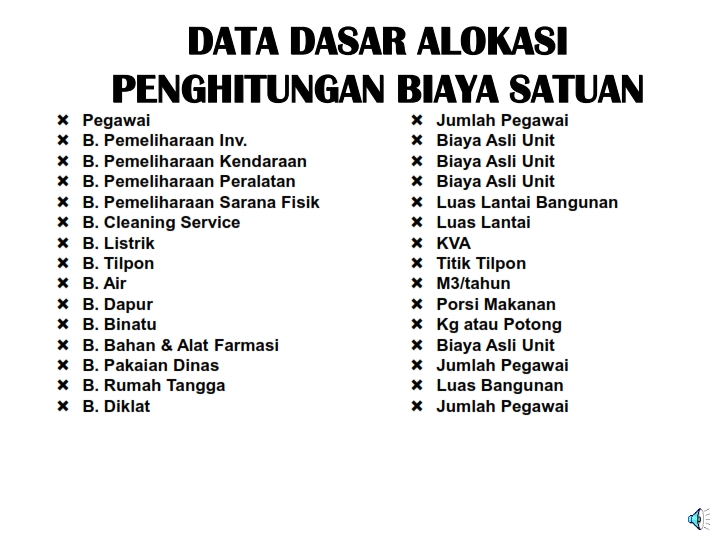 DATA DASAR ALOKASI
PENGHITUNGAN BIAYA SATUAN
Pegawai
B. Pemeliharaan Inv.
B. Pemeliharaan Kendaraan
B. Pemeliharaan Peralatan
B. Pemeliharaan Sarana Fisik
B. Cleaning Service
B. Listrik
B. Tilpon
B. Air
B. Dapur
B. Binatu
B. Bahan & Alat Farmasi
B. Pakaian Dinas
B. Rumah Tangga
B. Diklat
Jumlah Pegawai
Biaya Asli Unit
Biaya Asli Unit
Biaya Asli Unit
Luas Lantai Bangunan
Luas Lantai
KVA
Titik Tilpon
M3/tahun
Porsi Makanan
Kg atau Potong
Biaya Asli Unit
Jumlah Pegawai
Luas Bangunan
Jumlah Pegawai